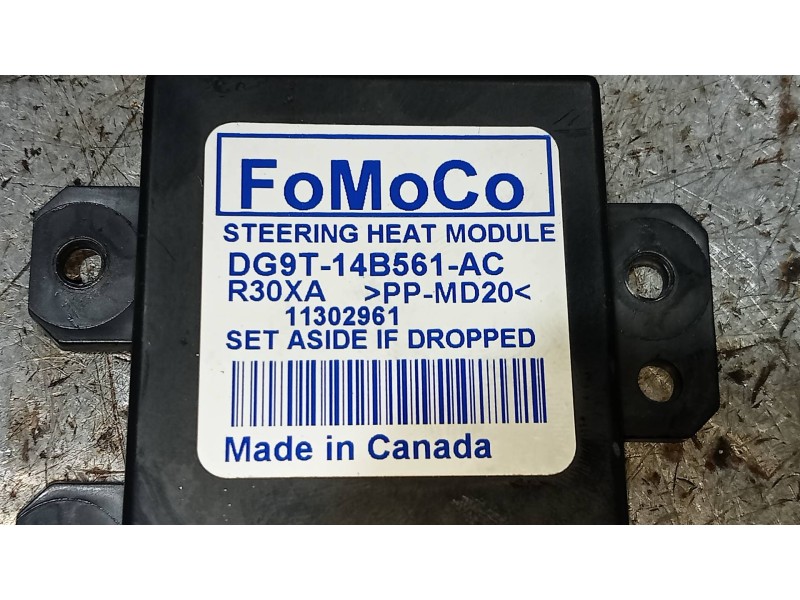 FoMoCo
STEERING HEAT MODULE
DG9T-14B561-AC
R30XA >PP-MD20<
11302961
SET ASIDE IF DROPPED
Made in Canada